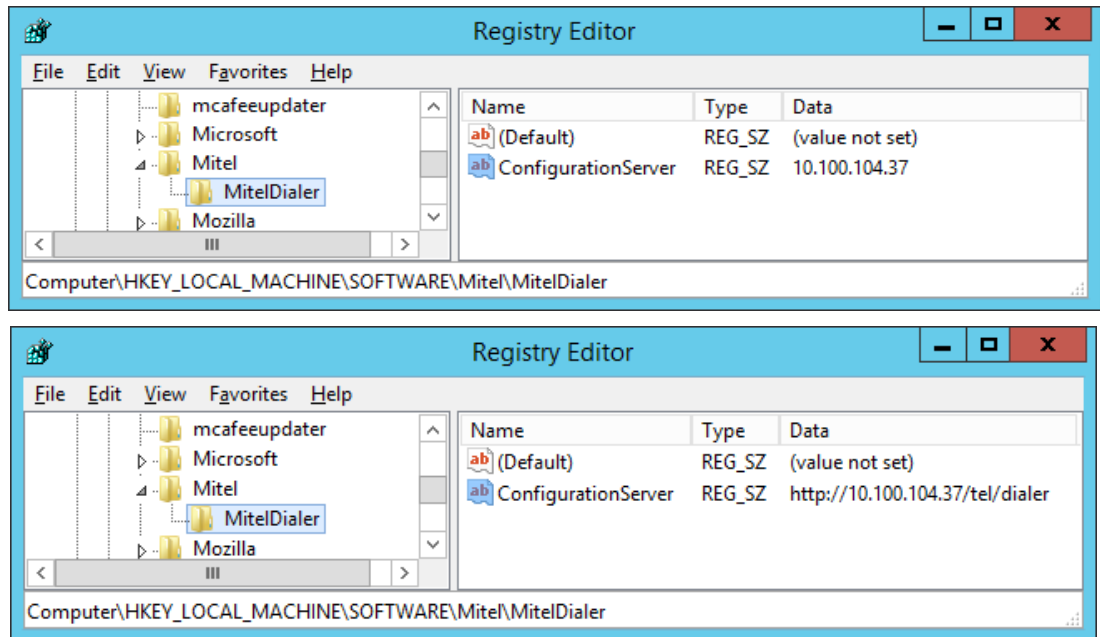 Registry Editor
File Edit View Favorites Help
mcafeeupdater
Microsoft
Mitel
MitelDialer
Mozilla
Name Type Data
(Default) REG_SZ (value not set)
ConfigurationServer REG_SZ 10.100.104.37
Computer\HKEY_LOCAL_MACHINE\SOFTWARE\Mitel\MitelDialer
Registry Editor
File Edit View Favorites Help
mcafeeupdater
Microsoft
Mitel
MitelDialer
Mozilla
Name Type Data
(Default) REG_SZ (value not set)
ConfigurationServer REG_SZ http://10.100.104.37/tel/dialer
Computer\HKEY_LOCAL_MACHINE\SOFTWARE\Mitel\MitelDialer